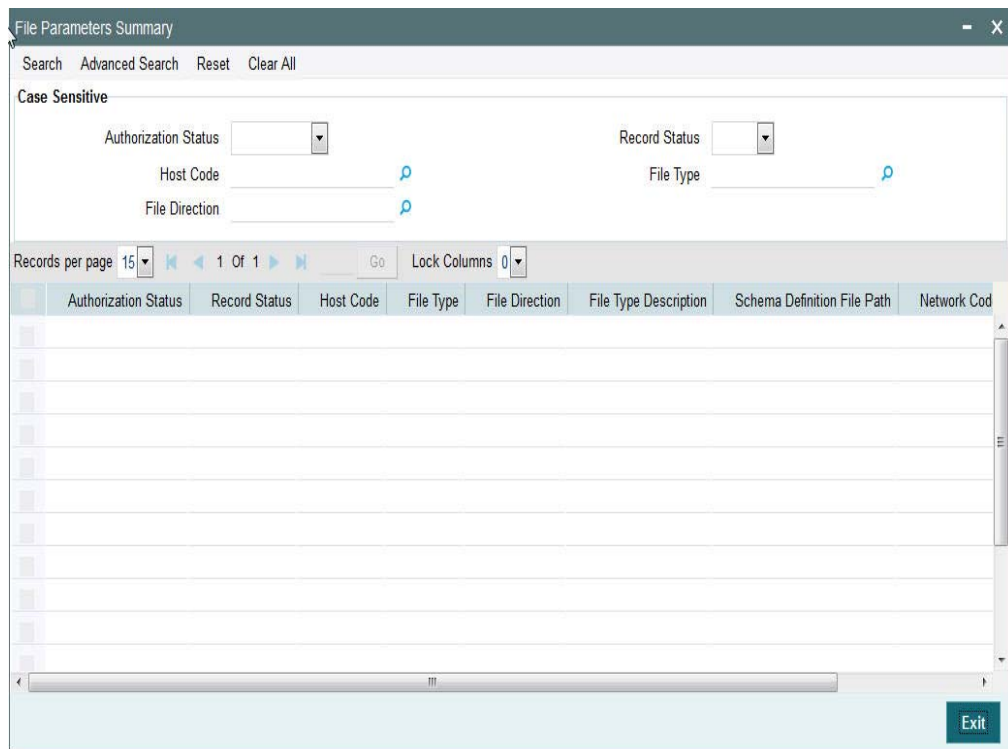 File Parameters Summary
Search Advanced Search Reset Clear All
Case Sensitive
Authorization Status Record Status
Host Code File Type
File Direction
Records per page 15 1 Of 1 Go Lock Columns 0
Authorization Status Record Status Host Code File Type File Direction File Type Description Schema Definition File Path Network Cod
Exit